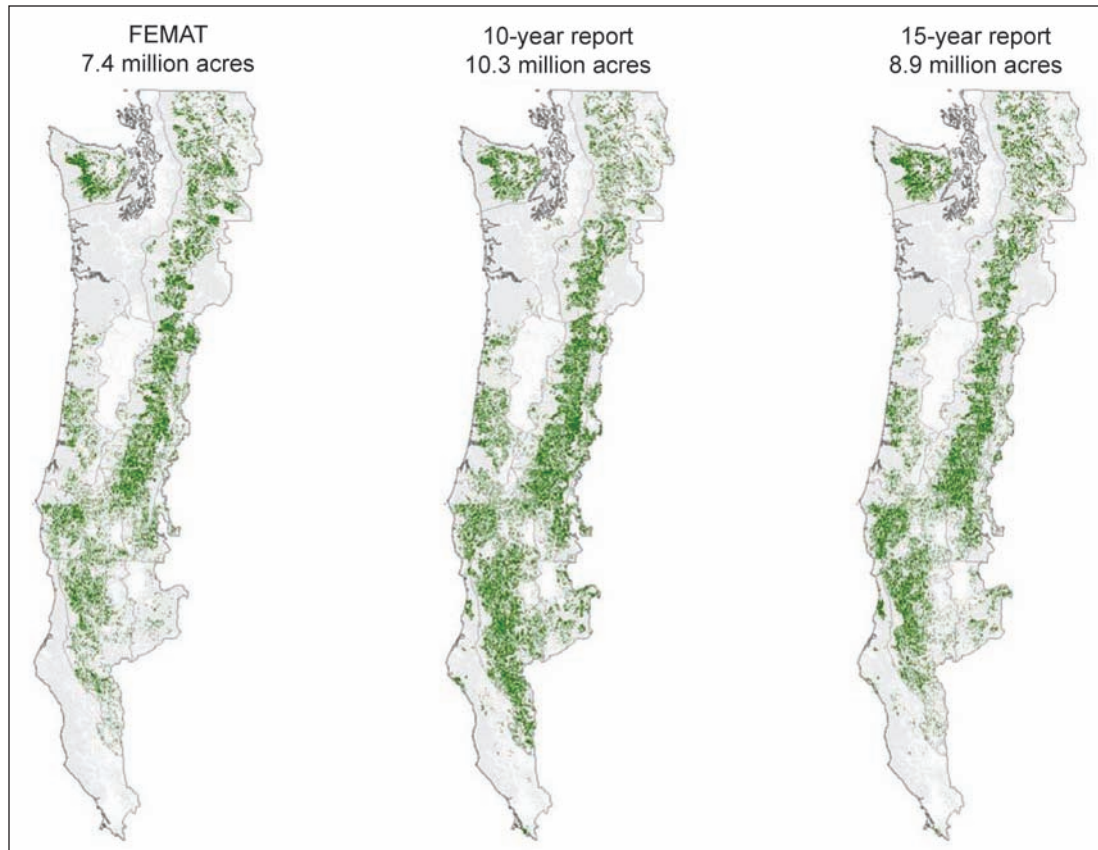 FEMAT
7.4 million acres
10-year report
10.3 million acres
15-year report
8.9 million acres